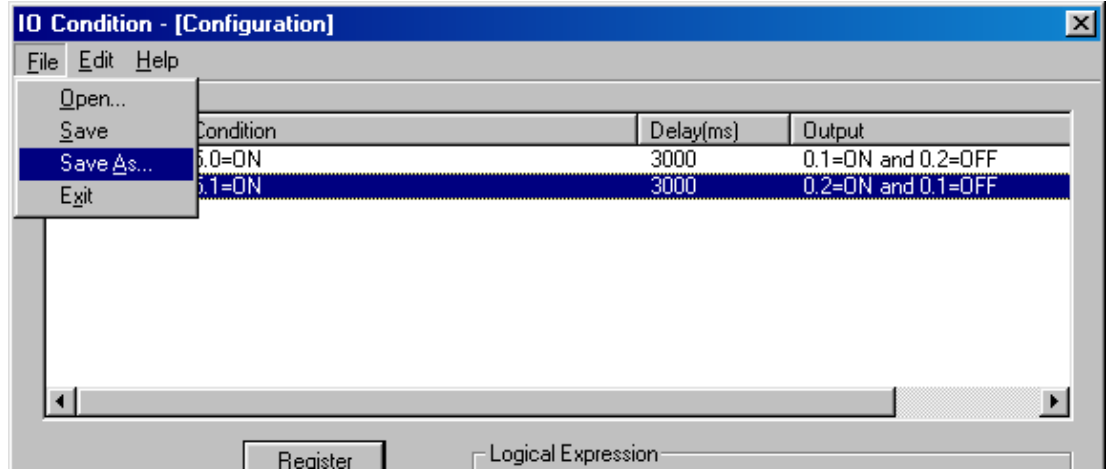 IO Condition - [Configuration]
File Edit Help
Open...
Save
Save As...
Exit
Condition Delay(ms) Output
.0=ON 3000 0.1=ON and 0.2=OFF
.1=ON 3000 0.2=ON and 0.1=OFF
Register
Logical Expression